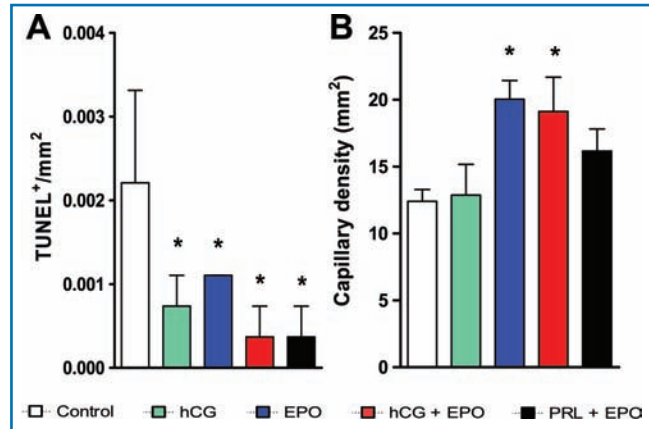 A
TUNEL+/mm2
0.004
0.003
0.002
0.001
0.000
* * * *
B
Capillary density (mm2)
25
20
15
10
5
0
* *
Control hCG EPO hCG + EPO PRL + EPO